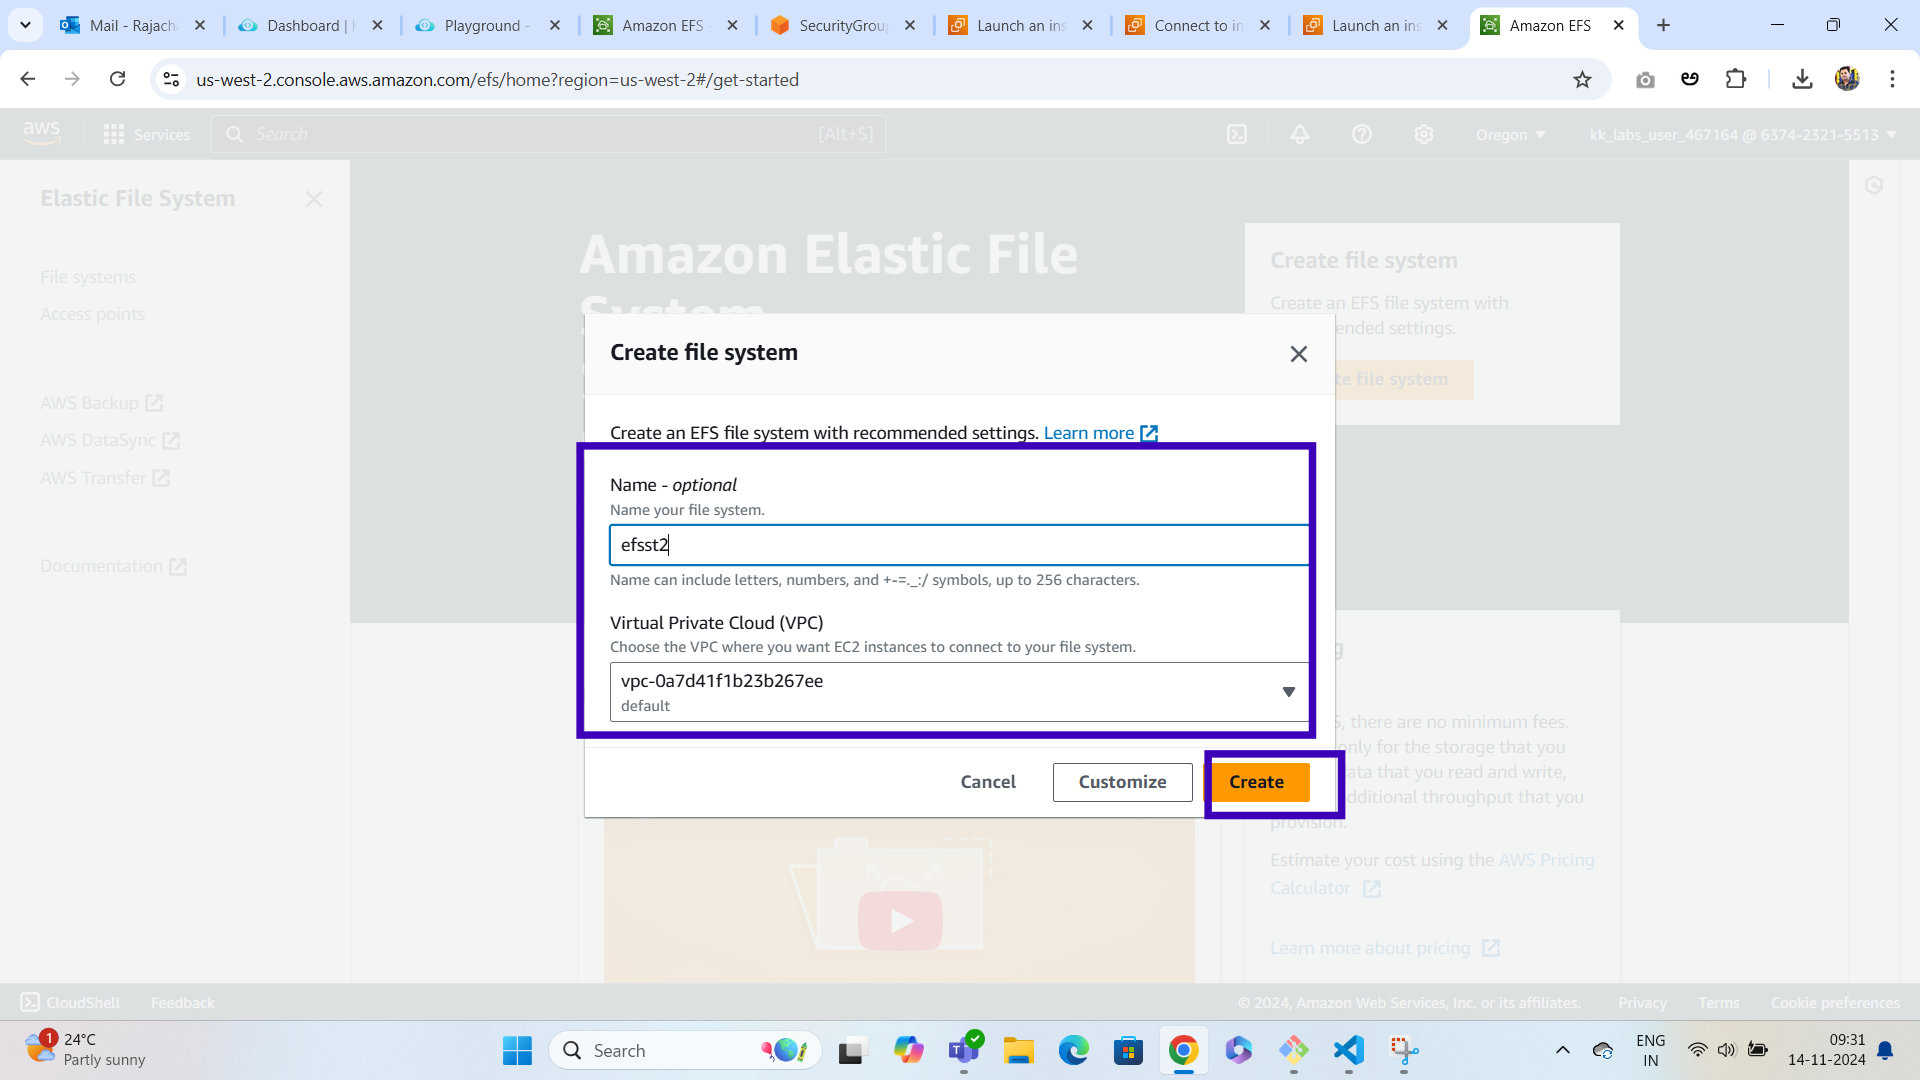 Mail - Rajach
Dashboard |
Playground -
Amazon EFS -
SecurityGrou
Launch an ins
Connect to in
Launch an ins
Amazon EFS
us-west-2.console.aws.amazon.com/efs/home?region=us-west-2#/get-started
aws
Services
Search
[Alt+S]
Oregon
kk_labs_user_467164 @ 6374-2321-5513
Elastic File System
File systems
Access points
AWS Backup
AWS DataSync
AWS Transfer
Documentation
Amazon Elastic File
System
Create file system
Create an EFS file system with
ended settings.
te file system
Create file system
Create an EFS file system with recommended settings. Learn more
Name - optional
Name your file system.
efsst2
Name can include letters, numbers, and +-=._:/ symbols, up to 256 characters.
Virtual Private Cloud (VPC)
Choose the VPC where you want EC2 instances to connect to your file system.
vpc-0a7d41f1b23b267ee
default
Cancel
Customize
Create
g
S, there are no minimum fees.
only for the storage that you
ata that you read and write,
dditional throughput that you
provision.
Estimate your cost using the AWS Pricing
Calculator
Learn more about pricing
CloudShell
Feedback
© 2024, Amazon Web Services, Inc. or its affiliates.
Privacy
Terms
Cookie preferences
1
24°C
Partly sunny
Search
ENG
IN
09:31
14-11-2024